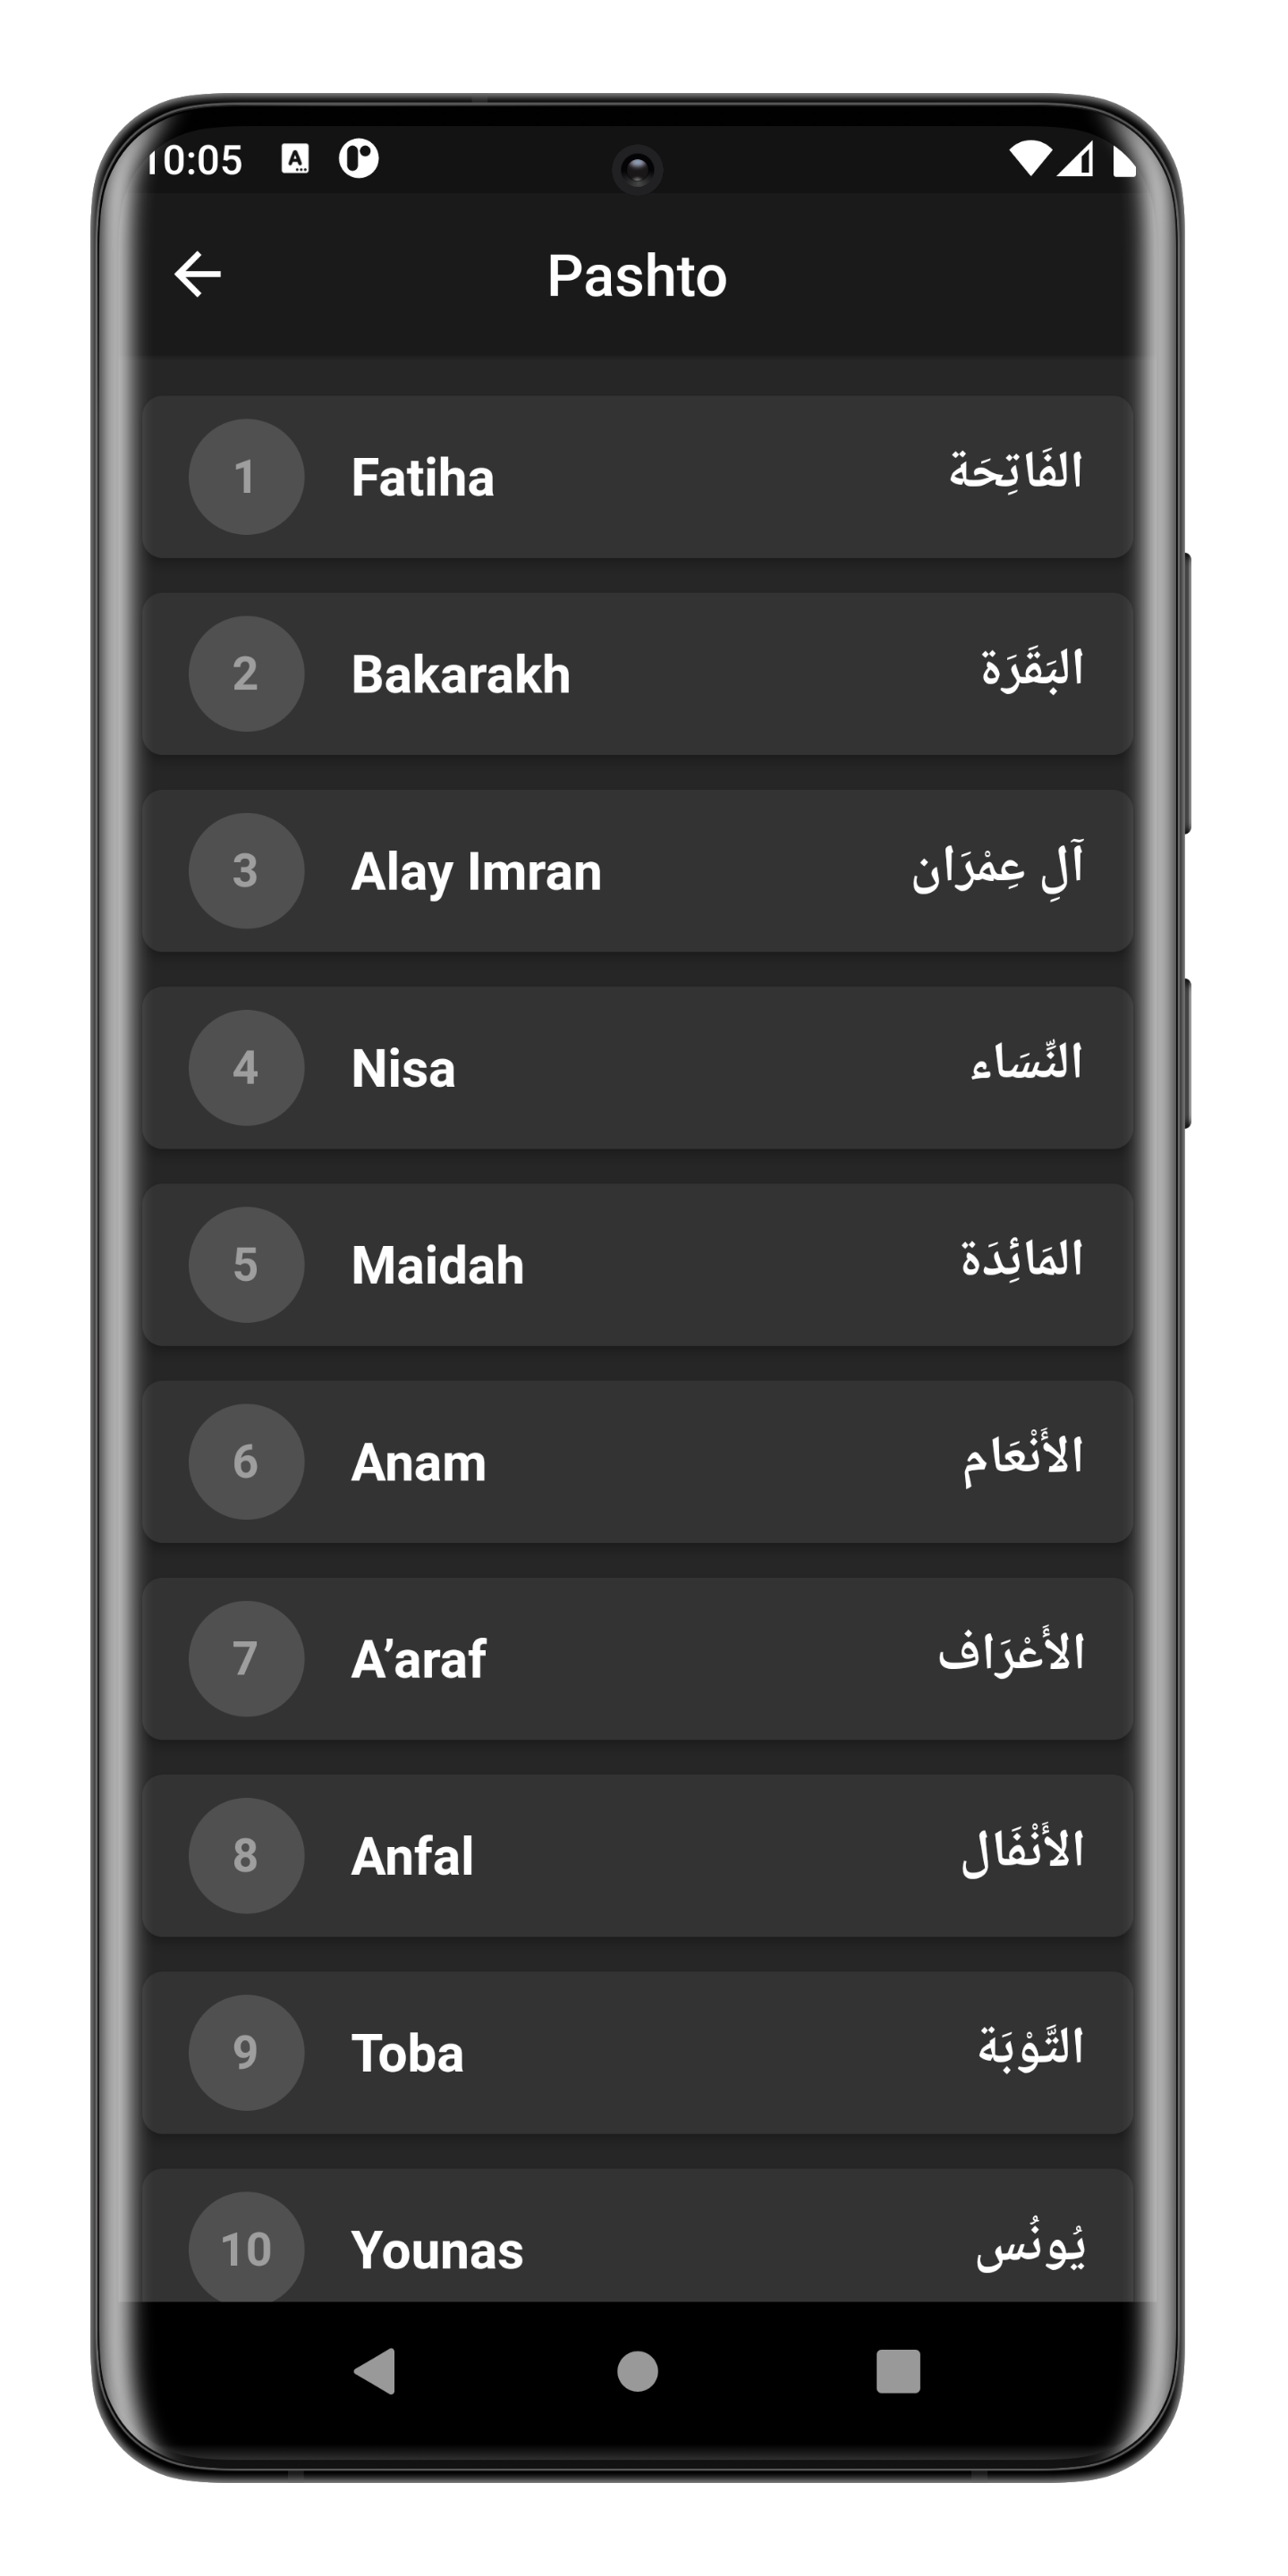 10:05
Pashto
1 Fatiha الفَاتِحَة
2 Bakarakh البَقَرَة
3 Alay Imran آلِ عِمْرَان
4 Nisa النِّسَاء
5 Maidah المَائِدَة
6 Anam الأَنْعَام
7 A’araf الأَعْرَاف
8 Anfal الأَنْفَال
9 Toba التَّوْبَة
10 Younas يُونُس